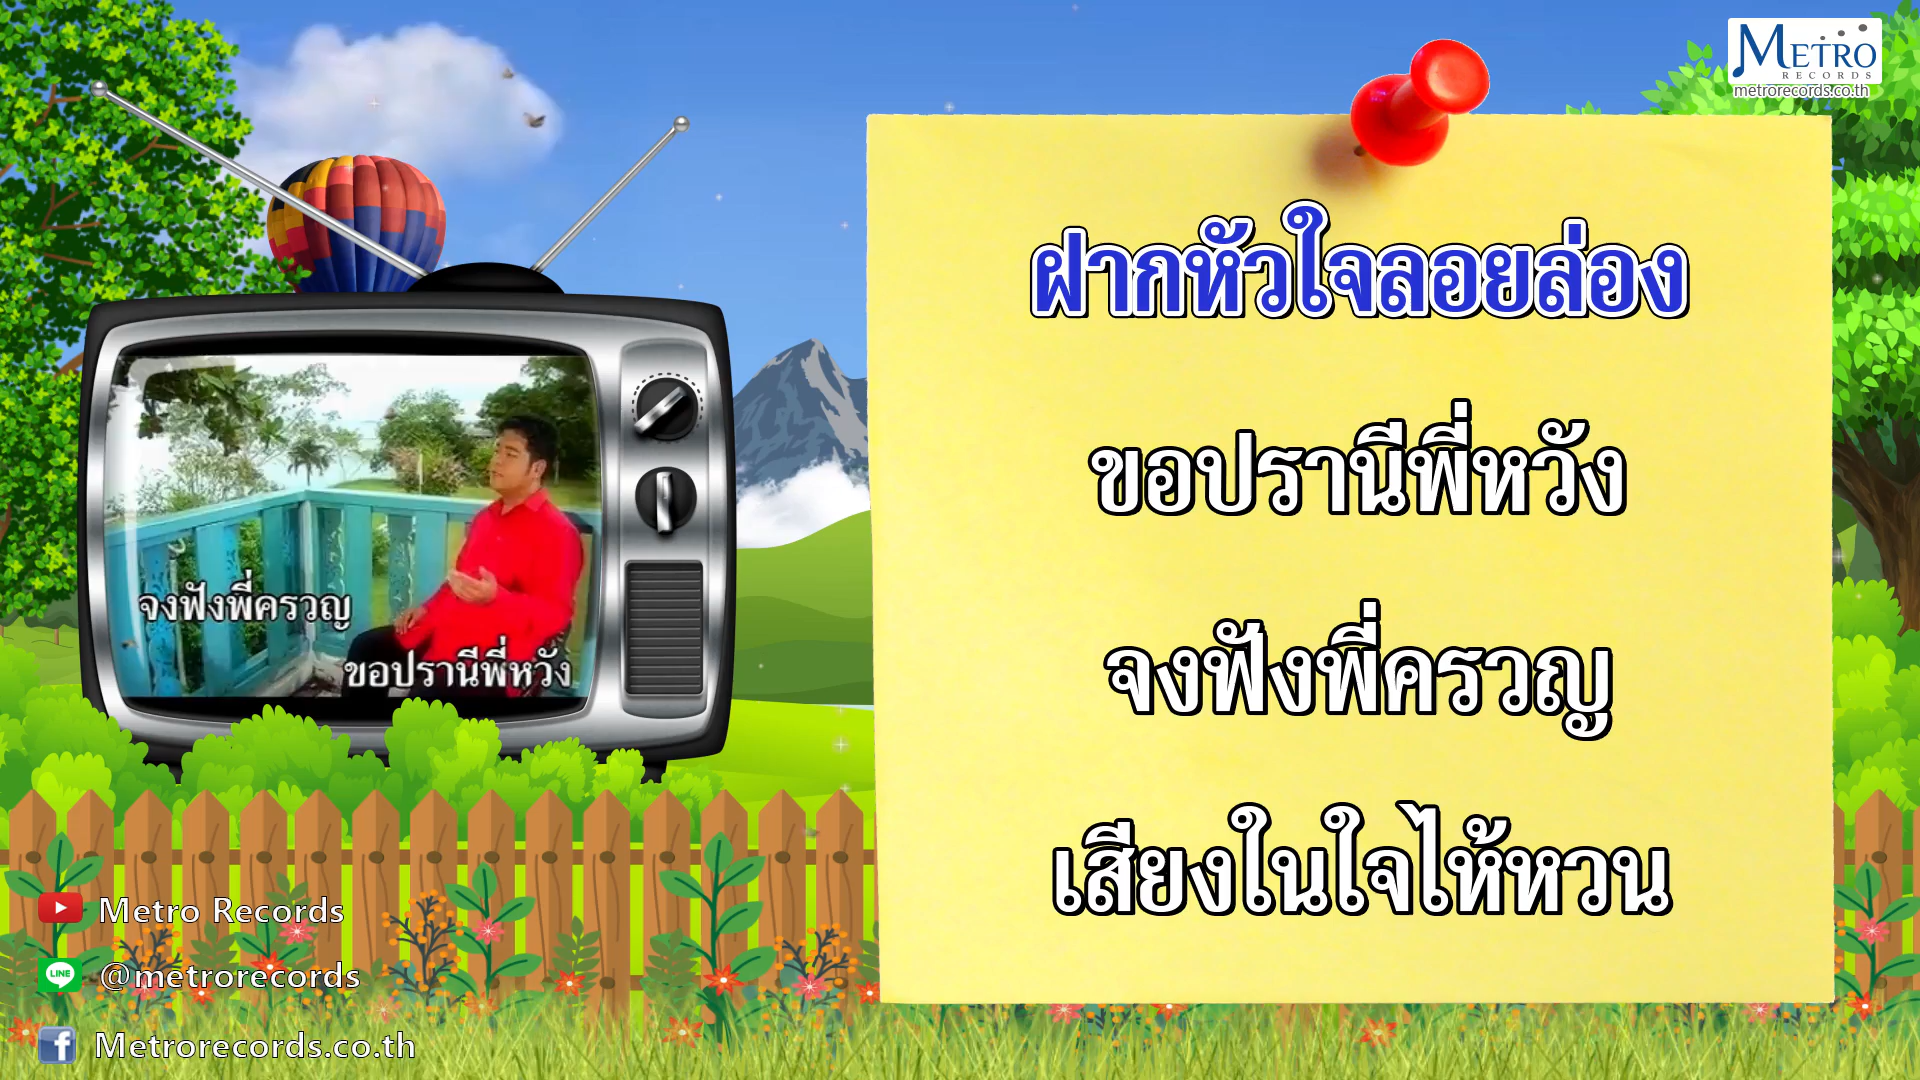 METRO
RECORDS
metrorecords.co.th
ฝากหัวใจลอยล่อง
ขอปรานีพี่หวัง
จงฟังพี่ครวญ
เสียงในใจไห้หวน
จงฟังพี่ครวญ
ขอปรานีพี่หวัง
Metro Records
LINE
@metrorecords
f
Metrorecords.co.th